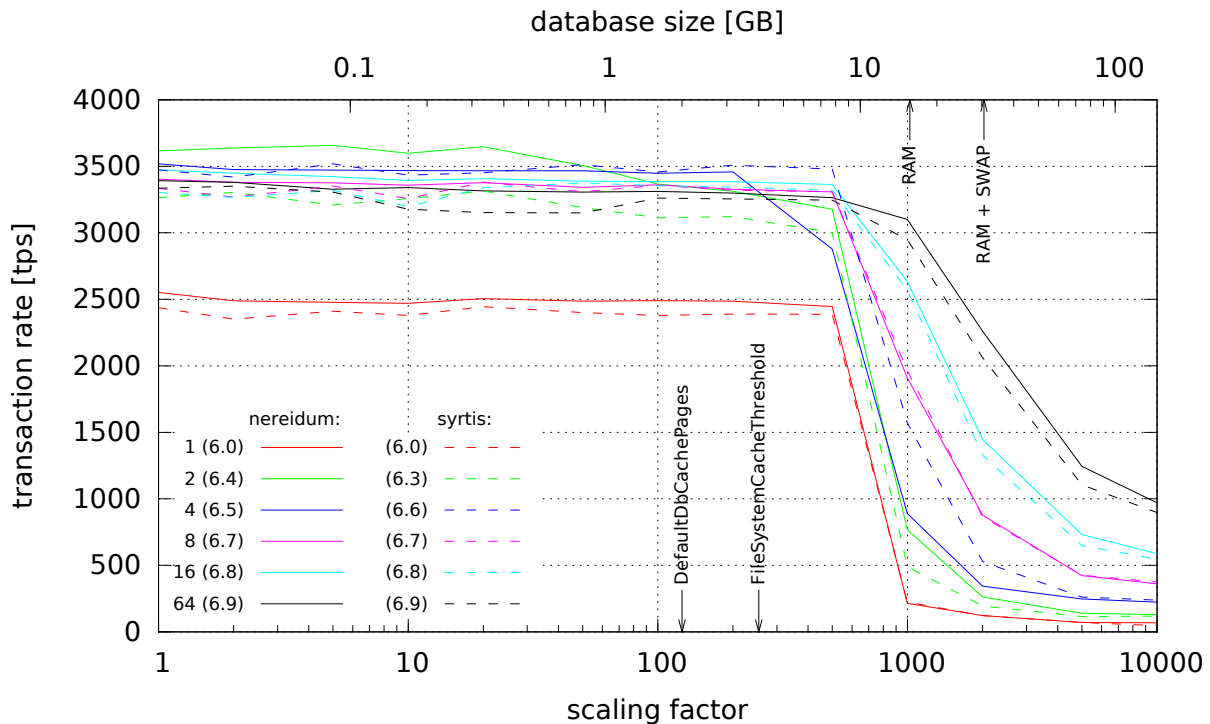 database size [GB]
0.1 1 10 100
4000
3500
3000
2500
2000
1500
1000
500
0
transaction rate [tps]
RAM
RAM + SWAP
DefaultDbCachePages
FileSystemCacheThreshold
nereidum: syrtis:
1 (6.0) (6.0)
2 (6.4) (6.3)
4 (6.5) (6.6)
8 (6.7) (6.7)
16 (6.8) (6.8)
64 (6.9) (6.9)
1 10 100 1000 10000
scaling factor